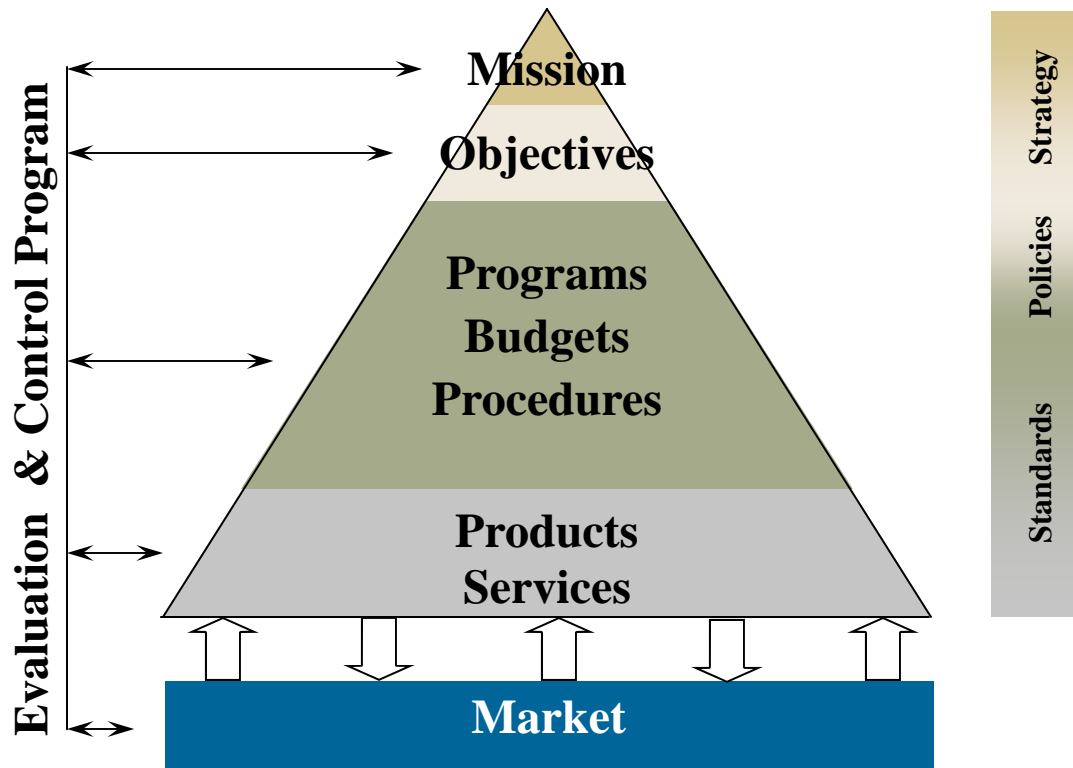 Mission
Objectives
Programs
Budgets
Procedures
Products
Services
Market
Evaluation & Control Program
Strategy
Policies
Standards